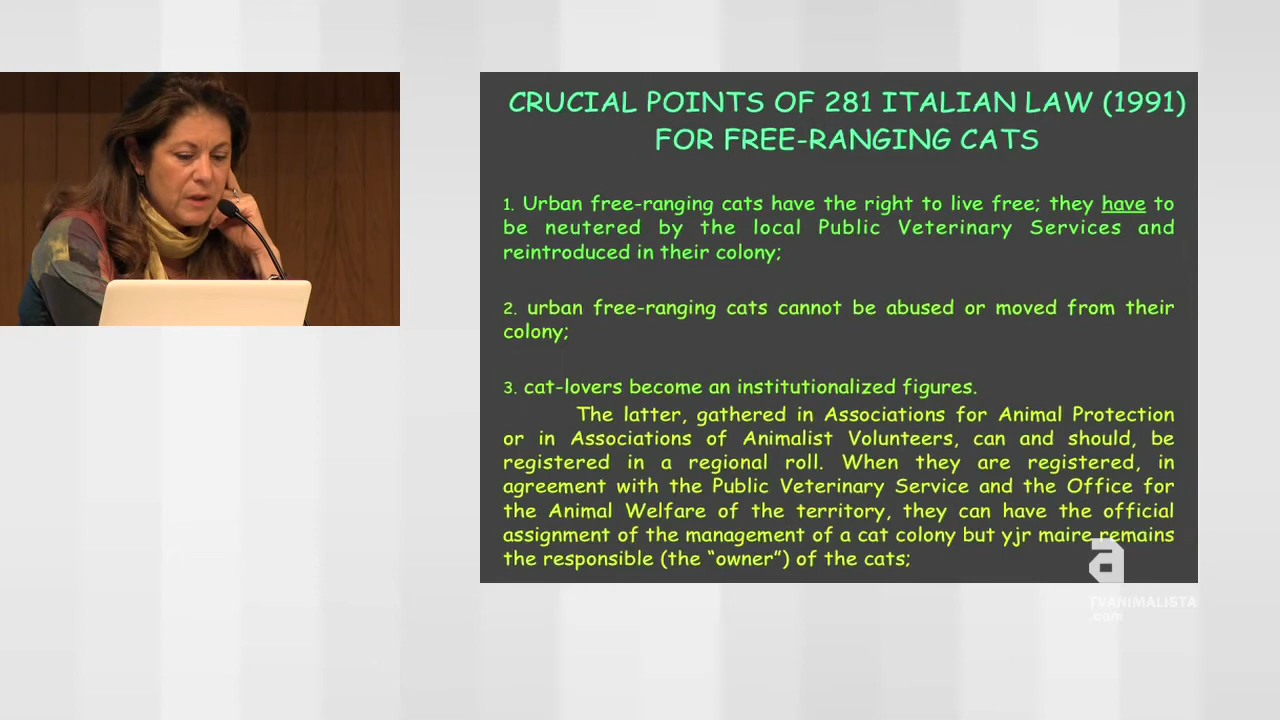 CRUCIAL POINTS OF 281 ITALIAN LAW (1991)
FOR FREE-RANGING CATS
1. Urban free-ranging cats have the right to live free; they have to
be neutered by the local Public Veterinary Services and
reintroduced in their colony;
2. urban free-ranging cats cannot be abused or moved from their
colony;
3. cat-lovers become an institutionalized figures.
The latter, gathered in Associations for Animal Protection
or in Associations of Animalist Volunteers, can and should, be
registered in a regional roll. When they are registered, in
agreement with the Public Veterinary Service and the Office for
the Animal Welfare of the territory, they can have the official
assignment of the management of a cat colony but yjr maire remains
the responsible (the “owner”) of the cats;
a
TVANIMALISTA
.com